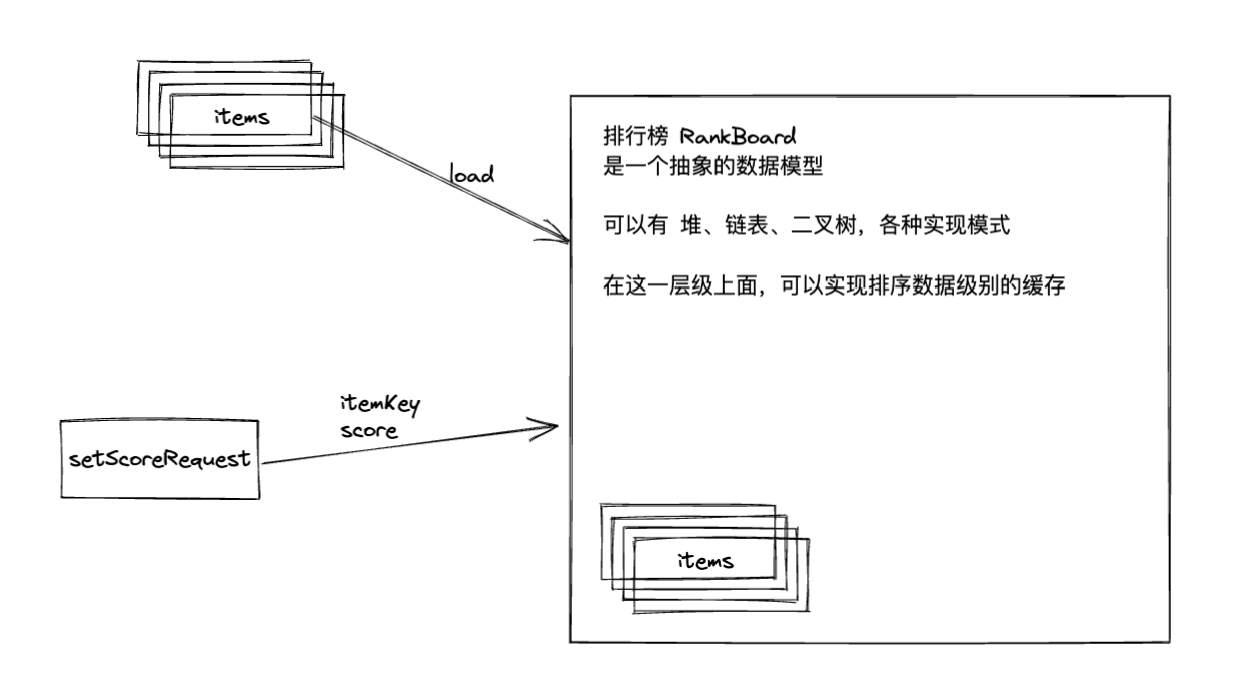 items
load
排行榜 RankBoard
是一个抽象的数据模型
可以有 堆、链表、二叉树，各种实现模式
在这一层级上面，可以实现排序数据级别的缓存
itemKey
score
setScoreRequest
items